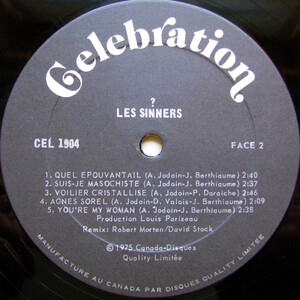 Celebration
?
LES SINNERS
CEL 1904
FACE 2
1. QUEL EPOUVANTAIL (A. Jodoin-J. Berthiaume) 2:40
2. SUIS-JE MASOCHISTE (A. Jodoin-J. Berthiaume) 2:37
3. VOILIER CRISTALLISE (A. Jodoin-P. Daraiche) 2:46
4. AGNES SOREL (A. Jodoin-D. Valois-J. Berthiaume) 2:09
5. YOU'RE MY WOMAN (A. Jodoin-J. Berthiaume) 2:38
Production Louis Parizeau
Remix: Robert Morten/David Stock
©1975 Canada-Disques
Quality Limitée
MANUFACTURE AU CANADA PAR DISQUES QUALITY LIMITÉE